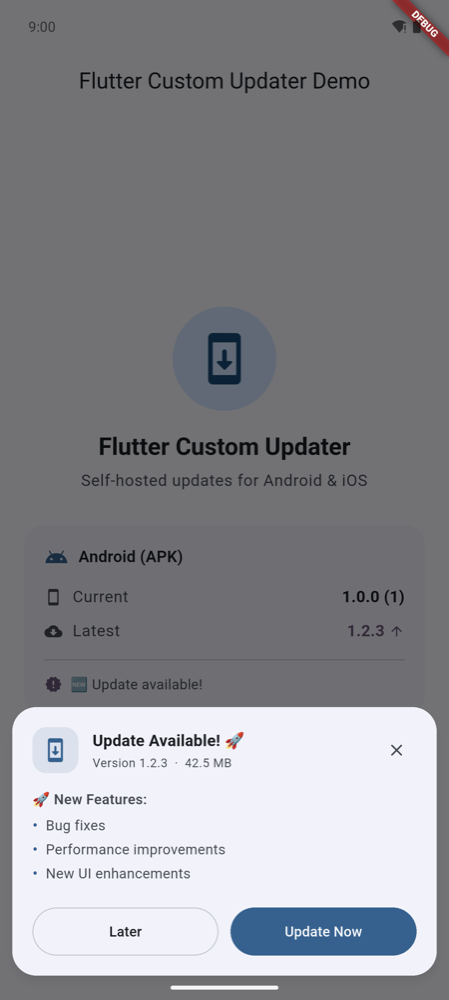 9:00
DEBUG
Flutter Custom Updater Demo
Flutter Custom Updater
Self-hosted updates for Android & iOS
Android (APK)
Current 1.0.0 (1)
Latest 1.2.3 ↑
🆕 Update available!
Update Available! 🚀
Version 1.2.3 · 42.5 MB
🚀 New Features:
• Bug fixes
• Performance improvements
• New UI enhancements
Later Update Now